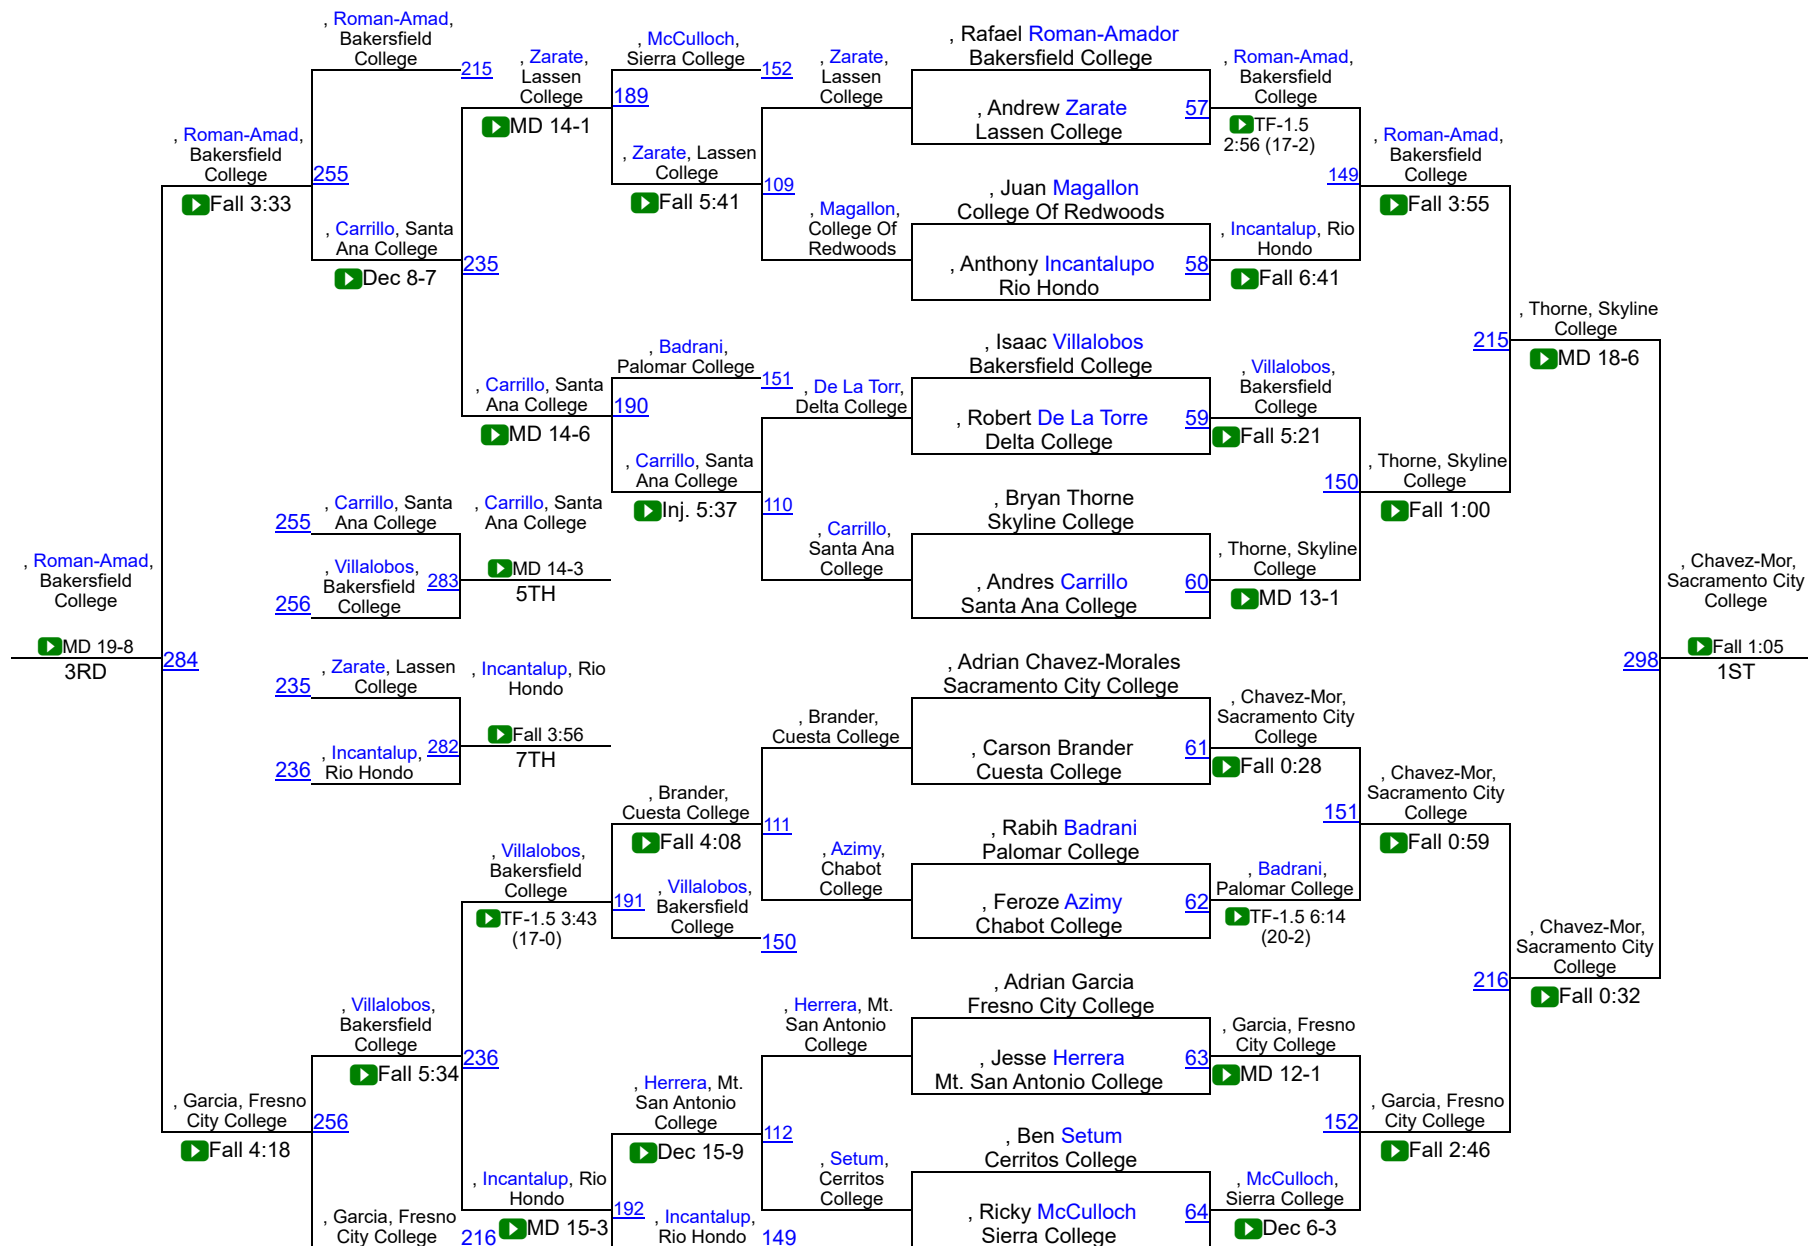 , Roman-Amad,
Bakersfield
College
215
, Zarate,
Lassen
College
MD 14-1
, McCulloch,
Sierra College
152
189
, Zarate,
Lassen
College
, Rafael Roman-Amador
Bakersfield College
, Andrew Zarate
Lassen College
57
, Roman-Amad,
Bakersfield
College
TF-1.5
2:56 (17-2)
, Roman-Amad,
Bakersfield
College
Fall 3:33
255
, Zarate, Lassen
College
Fall 5:41
109
, Juan Magallon
College Of Redwoods
149
, Roman-Amad,
Bakersfield
College
Fall 3:55
, Carrillo, Santa
Ana College
Dec 8-7
235
, Magallon,
College Of
Redwoods
, Anthony Incantalupo
Rio Hondo
58
, Incantalup, Rio
Hondo
Fall 6:41
, Thorne, Skyline
College
MD 18-6
215
, Badrani,
Palomar College
151
, Isaac Villalobos
Bakersfield College
, Carrillo, Santa
Ana College
MD 14-6
190
, De La Torr,
Delta College
, Robert De La Torre
Delta College
59
, Villalobos,
Bakersfield
College
Fall 5:21
, Carrillo, Santa
Ana College
Inj. 5:37
110
, Bryan Thorne
Skyline College
150
, Thorne, Skyline
College
Fall 1:00
255
, Carrillo, Santa
Ana College
, Carrillo, Santa
Ana College
, Carrillo,
Santa Ana
College
, Andres Carrillo
Santa Ana College
60
, Thorne, Skyline
College
MD 13-1
256
, Villalobos,
Bakersfield
College
283
MD 14-3
5TH
, Roman-Amad,
Bakersfield
College
MD 19-8
3RD
284
, Chavez-Mor,
Sacramento City
College
Fall 1:05
1ST
298
235
, Zarate, Lassen
College
, Incantalup, Rio
Hondo
236
, Incantalup,
Rio Hondo
282
Fall 3:56
7TH
, Brander,
Cuesta College
, Adrian Chavez-Morales
Sacramento City College
, Carson Brander
Cuesta College
61
, Chavez-Mor,
Sacramento City
College
Fall 0:28
, Brander,
Cuesta College
Fall 4:08
111
, Rabih Badrani
Palomar College
151
, Chavez-Mor,
Sacramento City
College
Fall 0:59
, Villalobos,
Bakersfield
College
TF-1.5 3:43
(17-0)
191
, Villalobos,
Bakersfield
College
150
, Azimy,
Chabot
College
, Feroze Azimy
Chabot College
62
, Badrani,
Palomar College
TF-1.5 6:14
(20-2)
, Chavez-Mor,
Sacramento City
College
Fall 0:32
216
, Villalobos,
Bakersfield
College
Fall 5:34
236
, Herrera, Mt.
San Antonio
College
, Adrian Garcia
Fresno City College
, Jesse Herrera
Mt. San Antonio College
63
, Garcia, Fresno
City College
MD 12-1
, Garcia, Fresno
City College
Fall 4:18
256
, Herrera, Mt.
San Antonio
College
Dec 15-9
112
, Ben Setum
Cerritos College
152
, Garcia, Fresno
City College
Fall 2:46
, Incantalup, Rio
Hondo
MD 15-3
192
, Setum,
Cerritos
College
, Ricky McCulloch
Sierra College
64
, McCulloch,
Sierra College
Dec 6-3
, Garcia, Fresno
City College
216
, Incantalup,
Rio Hondo
149